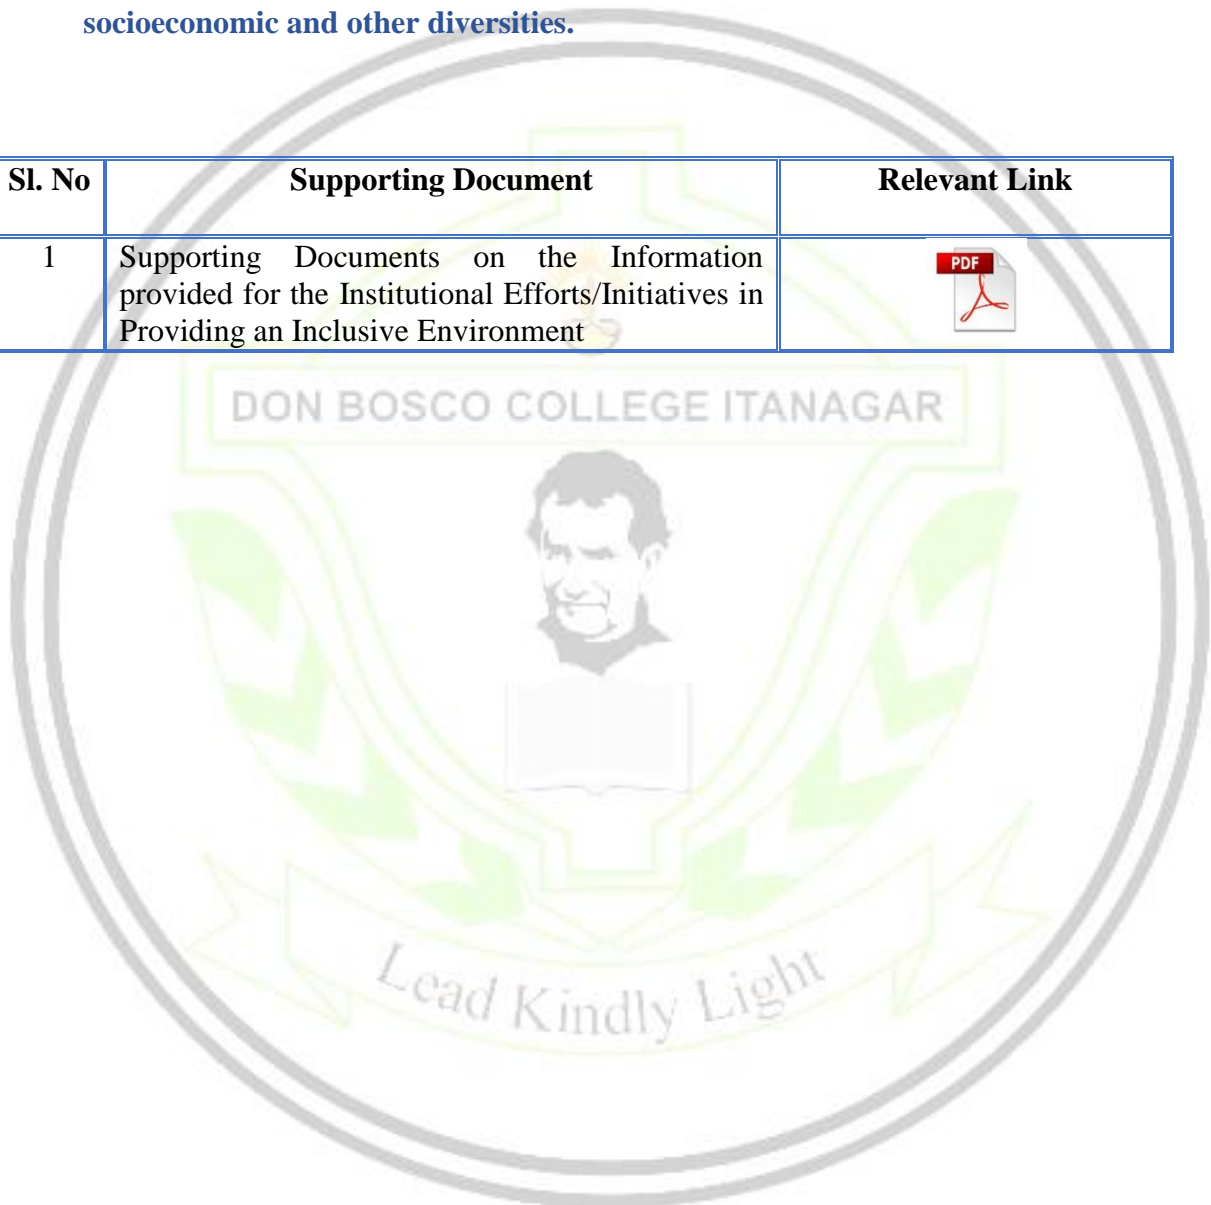 socioeconomic and other diversities.
Sl. No Supporting Document Relevant Link
1 Supporting Documents on the Information
provided for the Institutional Efforts/Initiatives in
Providing an Inclusive Environment
PDF
DON BOSCO COLLEGE ITANAGAR
Lead Kindly Light